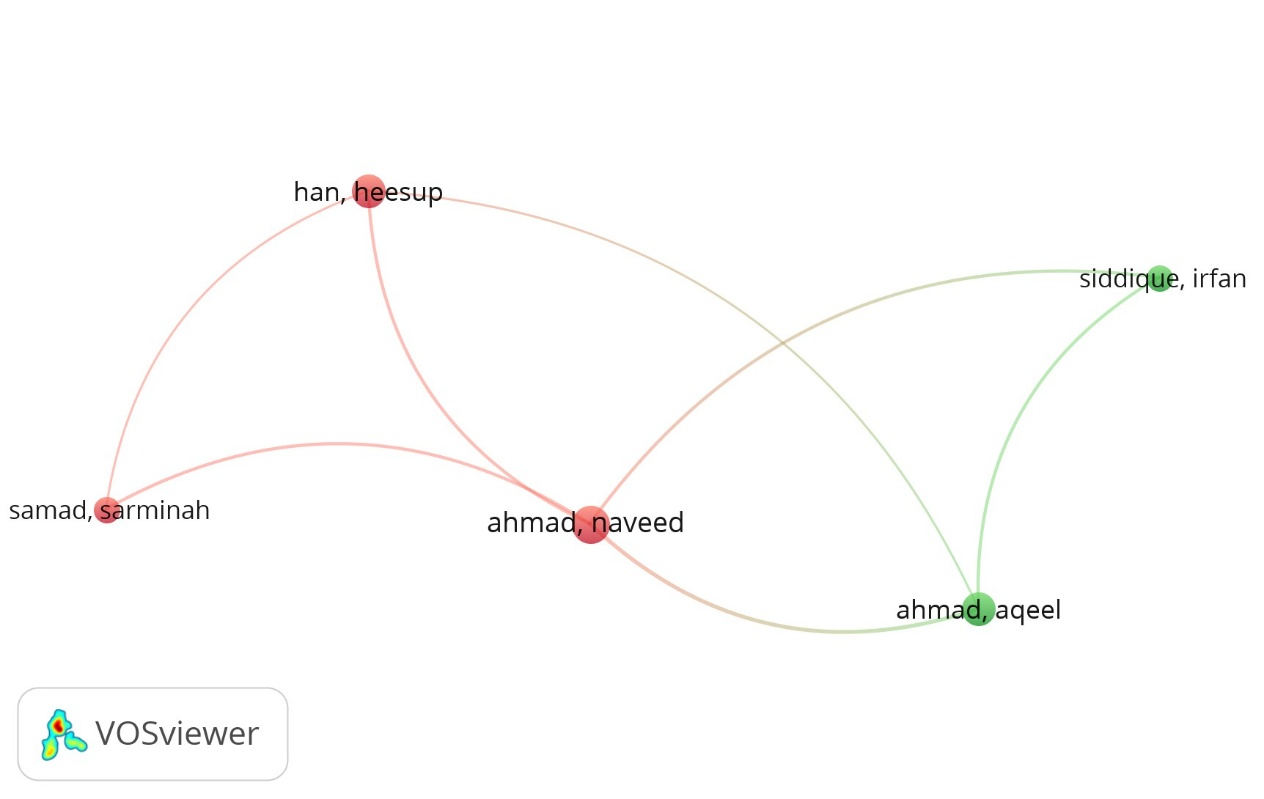 han, heesup
siddique, irfan
samad, sarminah
ahmad, naveed
ahmad, aqeel
VOSviewer